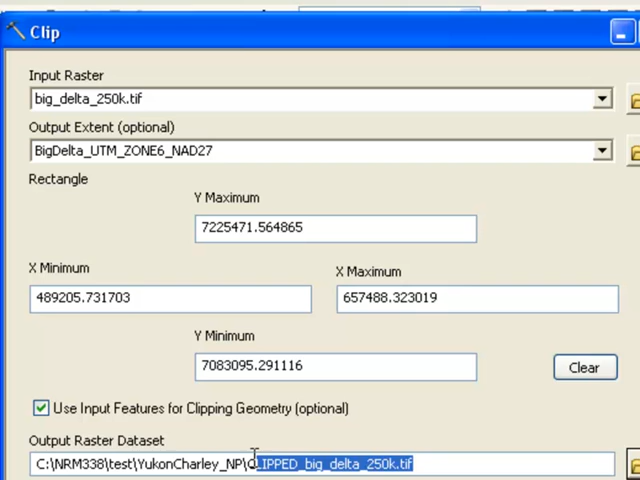 Clip
Input Raster
big_delta_250k.tif
Output Extent (optional)
BigDelta_UTM_ZONE6_NAD27
Rectangle
Y Maximum
7225471.564865
X Minimum
X Maximum
489205.731703
657488.323019
Y Minimum
7083095.291116
Clear
Use Input Features for Clipping Geometry (optional)
Output Raster Dataset
C:\NRM338\test\YukonCharley_NP\CLIPPED_big_delta_250k.tif